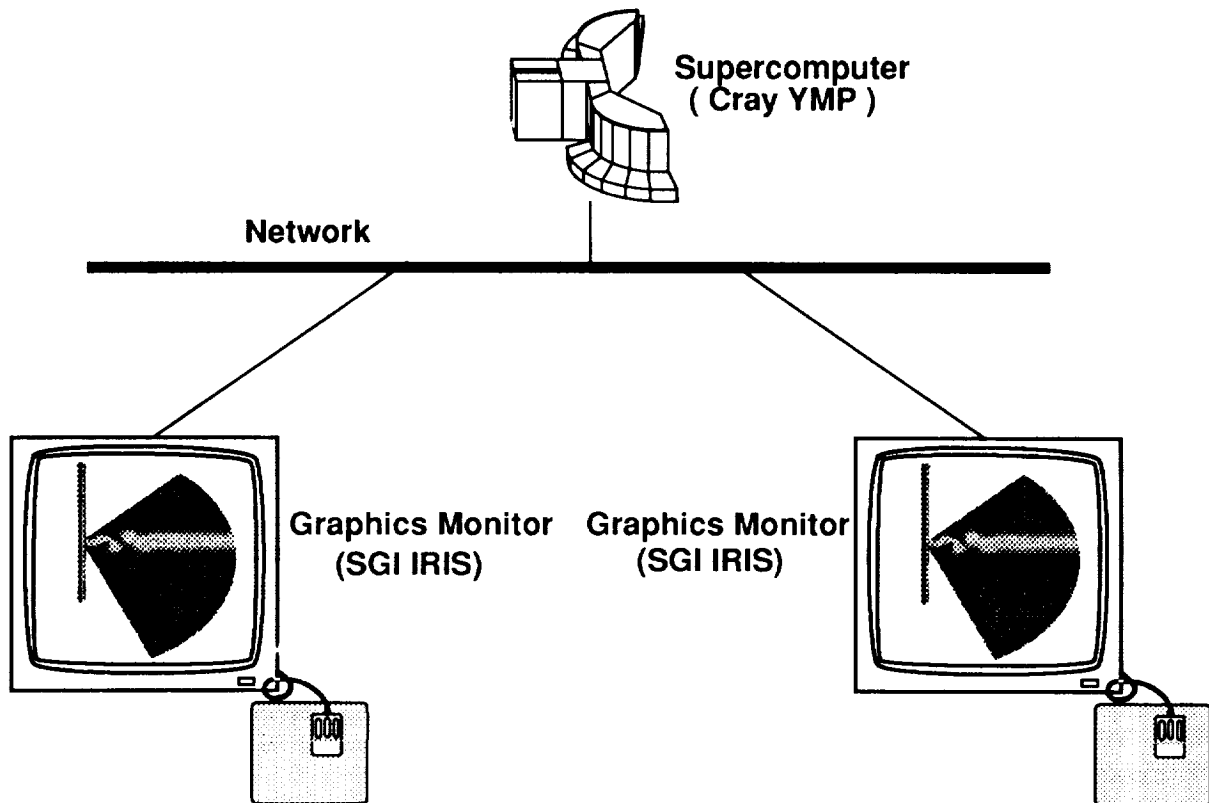 Supercomputer
( Cray YMP )
Network
Graphics Monitor
(SGI IRIS)
Graphics Monitor
(SGI IRIS)